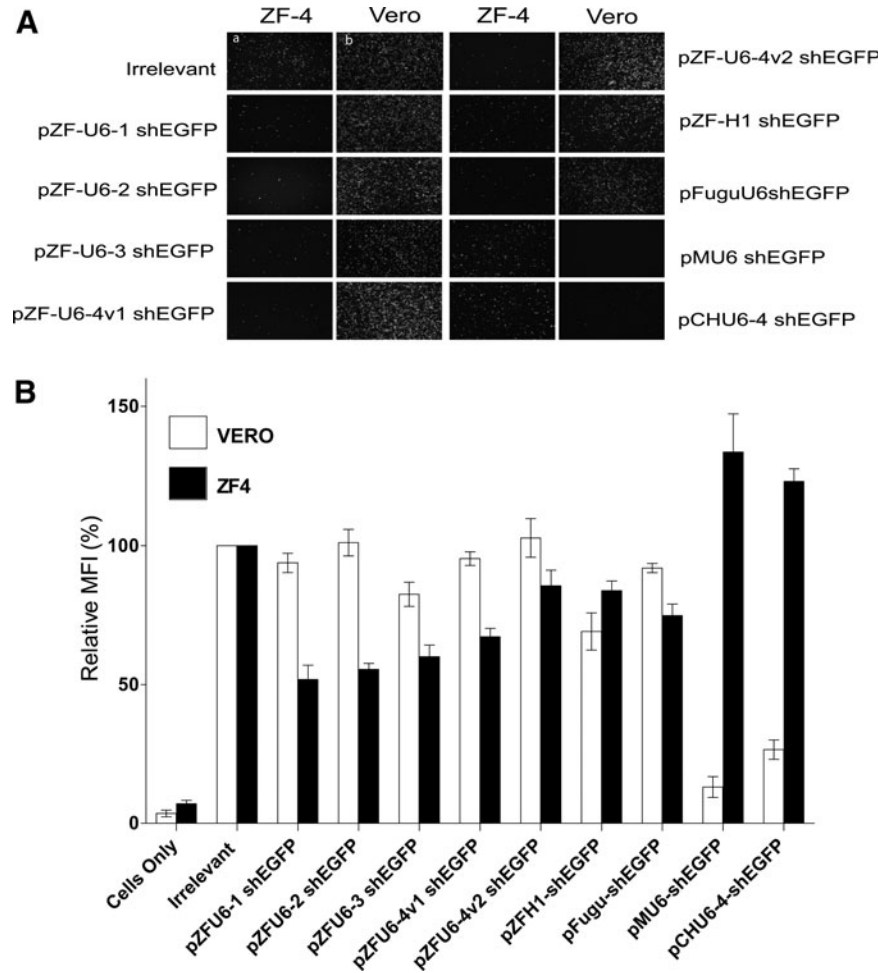 A
ZF-4 Vero ZF-4 Vero
a b
Irrelevant
pZF-U6-4v2 shEGFP
pZF-U6-1 shEGFP
pZF-H1 shEGFP
pZF-U6-2 shEGFP
pFuguU6shEGFP
pZF-U6-3 shEGFP
pMU6 shEGFP
pZF-U6-4v1 shEGFP
pCHU6-4 shEGFP
B
VERO
ZF4
Relative MFI (%)
150
100
50
0
Cells Only
Irrelevant
pZFU6-1 shEGFP
pZFU6-2 shEGFP
pZFU6-3 shEGFP
pZFU6-4v1 shEGFP
pZFU6-4v2 shEGFP
pZFH1-shEGFP
pFugu-shEGFP
pMU6-shEGFP
pCHU6-4-shEGFP